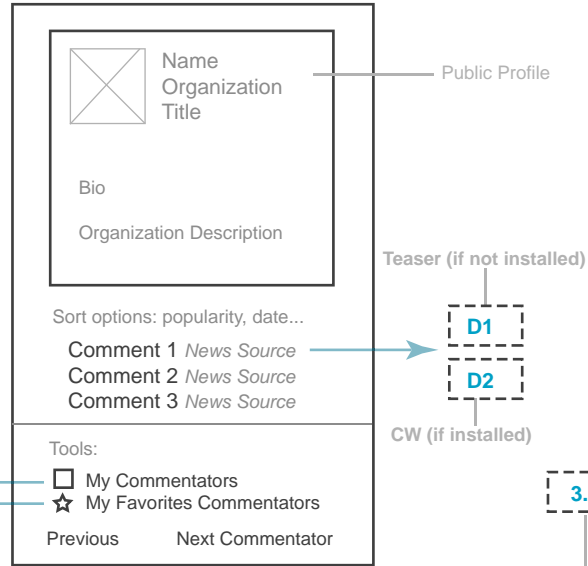 Name
Organization
Title
Public Profile
Bio
Organization Description
Teaser (if not installed)
Sort options: popularity, date...
D1
Comment 1 News Source
Comment 2 News Source
D2
Comment 3 News Source
CW (if installed)
Tools:
My Commentators
My Favorites Commentators
3.
Previous
Next Commentator